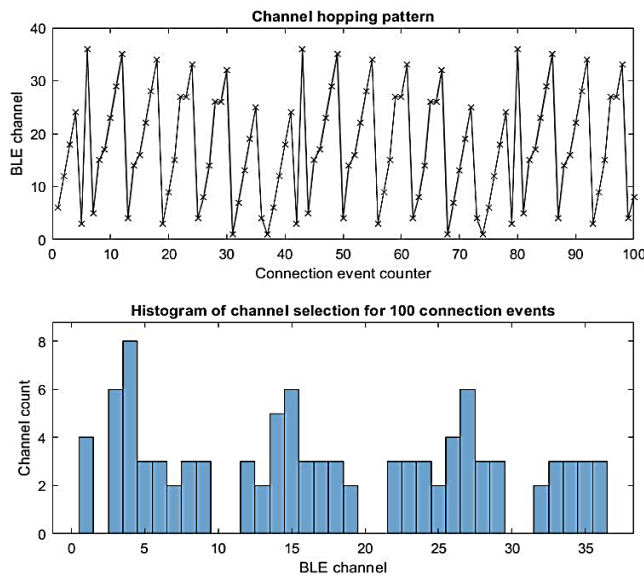 Channel hopping pattern
40
30
20
10
0
BLE channel
0 10 20 30 40 50 60 70 80 90 100
Connection event counter
Histogram of channel selection for 100 connection events
8
6
4
2
0
Channel count
0 5 10 15 20 25 30 35
BLE channel